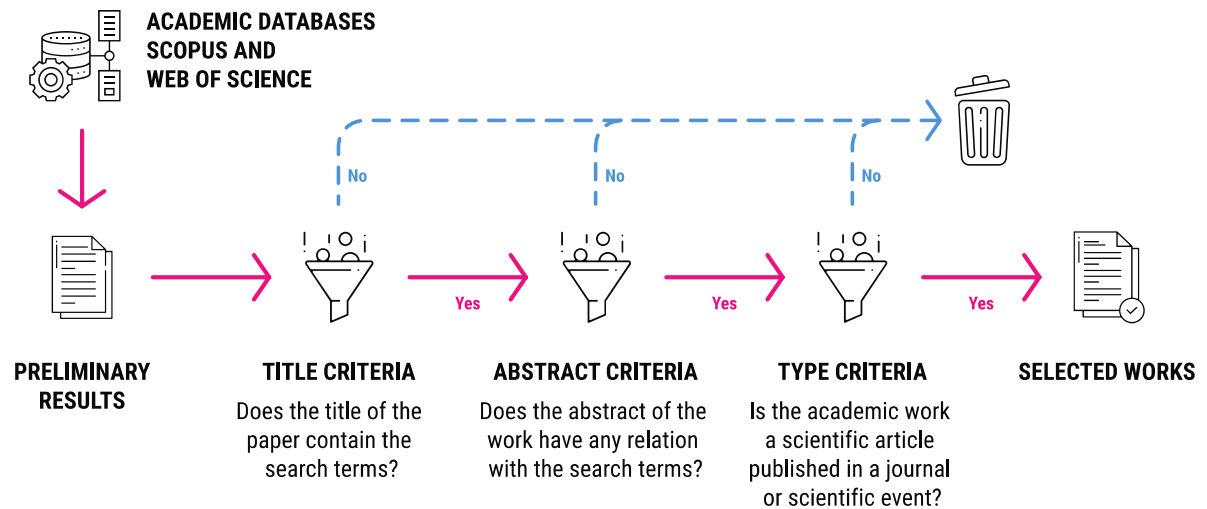 ACADEMIC DATABASES
SCOPUS AND
WEB OF SCIENCE
No
No
No
Yes
Yes
Yes
PRELIMINARY
RESULTS
TITLE CRITERIA
Does the title of the
paper contain the
search terms?
ABSTRACT CRITERIA
Does the abstract of the
work have any relation
with the search terms?
TYPE CRITERIA
Is the academic work
a scientific article
published in a journal
or scientific event?
SELECTED WORKS